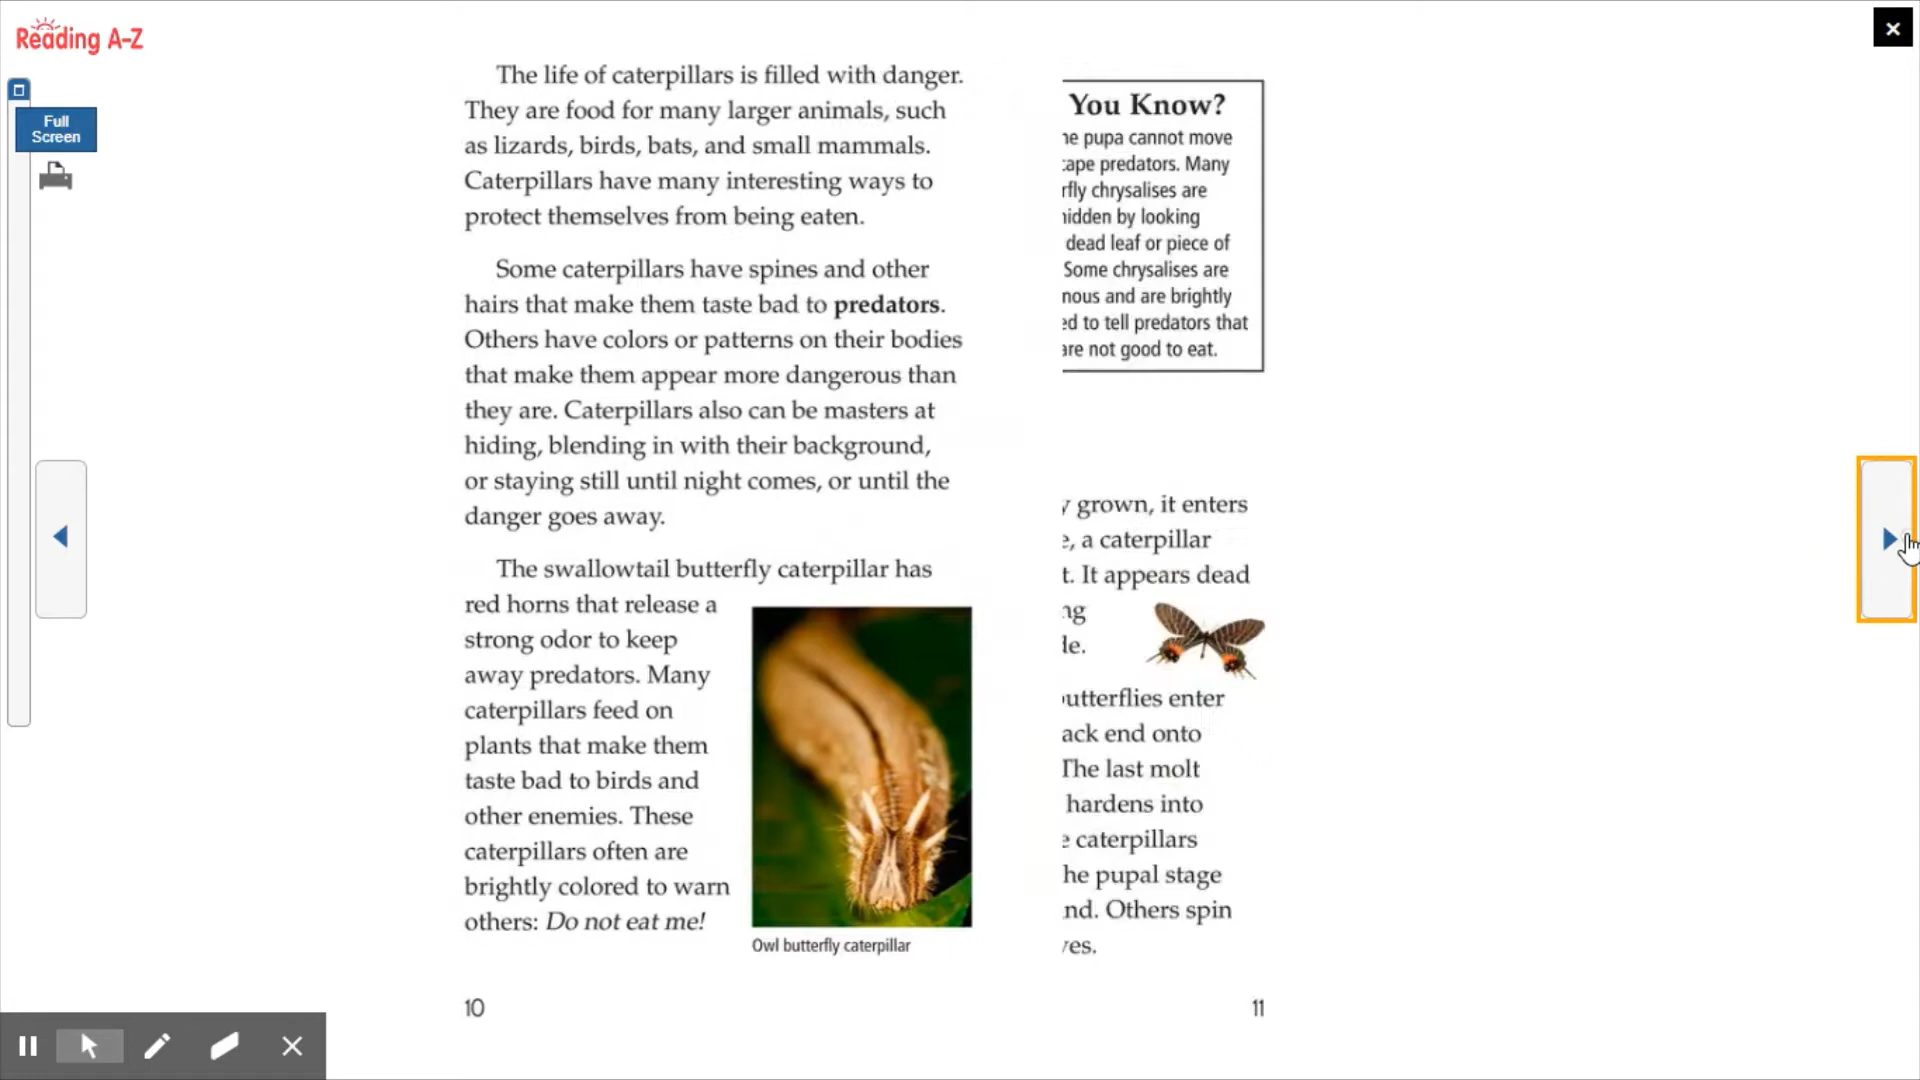 Reading A-Z
Full
Screen
The life of caterpillars is filled with danger.
They are food for many larger animals, such
as lizards, birds, bats, and small mammals.
Caterpillars have many interesting ways to
protect themselves from being eaten.
Some caterpillars have spines and other
hairs that make them taste bad to predators.
Others have colors or patterns on their bodies
that make them appear more dangerous than
they are. Caterpillars also can be masters at
hiding, blending in with their background,
or staying still until night comes, or until the
danger goes away.
The swallowtail butterfly caterpillar has
red horns that release a
strong odor to keep
away predators. Many
caterpillars feed on
plants that make them
taste bad to birds and
other enemies. These
caterpillars often are
brightly colored to warn
others: Do not eat me!
Owl butterfly caterpillar
10
You Know?
pupa cannot move
predators. Many
chrysalises are
by looking
dead leaf or piece of
Some chrysalises are
and are brightly
to tell predators that
are not good to eat.
grown, it enters
a caterpillar
It appears dead
enter
end onto
The last molt
hardens into
caterpillars
pupal stage
Others spin
11